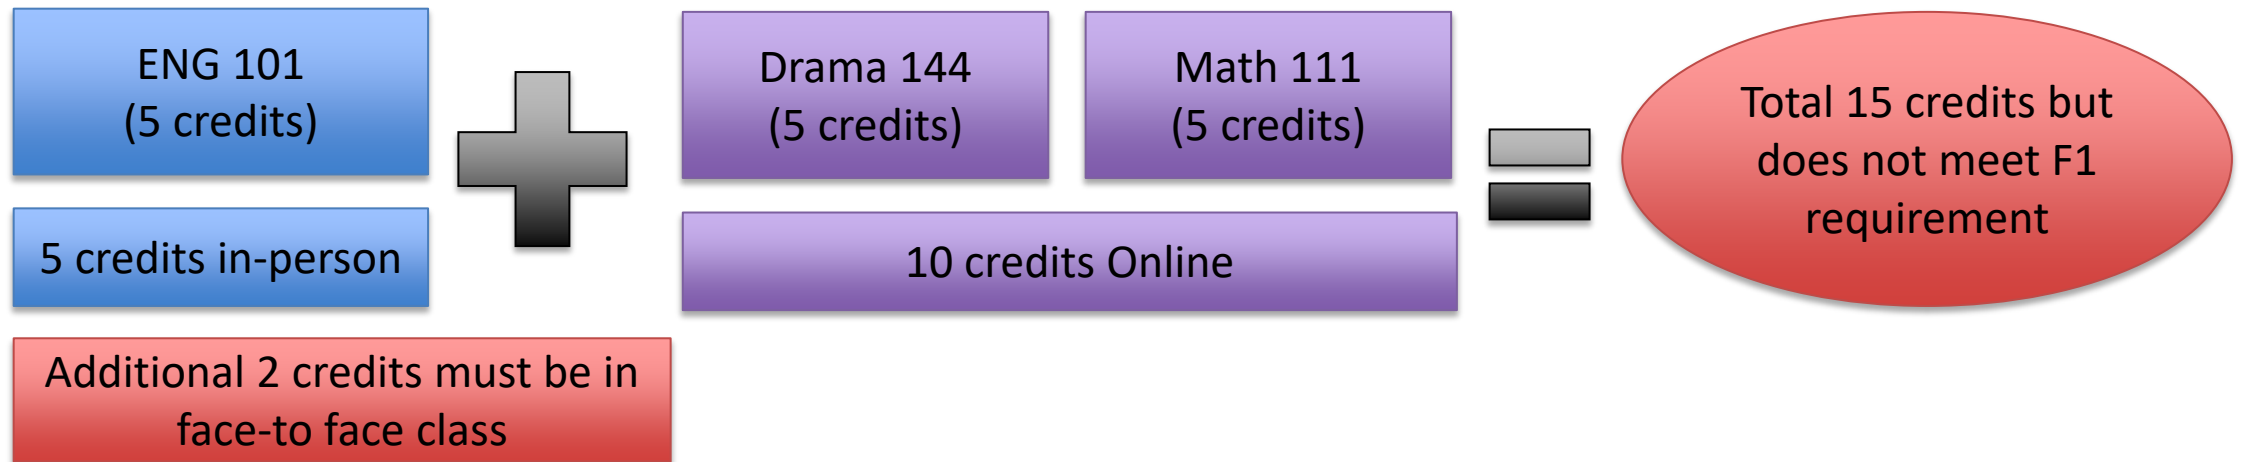 ENG 101
(5 credits)
Drama 144
(5 credits)
Math 111
(5 credits)
Total 15 credits but
does not meet F1
requirement
5 credits in-person
10 credits Online
Additional 2 credits must be in
face-to face class